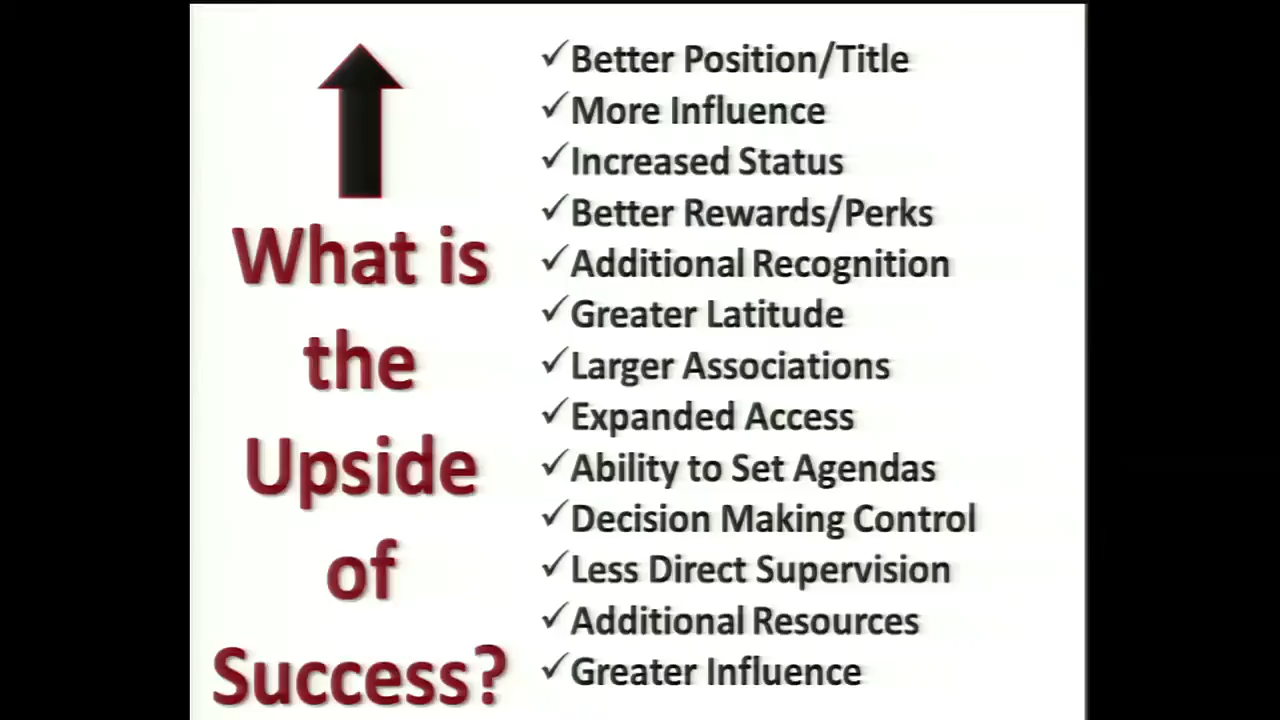 What is
the
Upside
of
Success?
✓Better Position/Title
✓More Influence
✓Increased Status
✓Better Rewards/Perks
✓Additional Recognition
✓Greater Latitude
✓Larger Associations
✓Expanded Access
✓Ability to Set Agendas
✓Decision Making Control
✓Less Direct Supervision
✓Additional Resources
✓Greater Influence